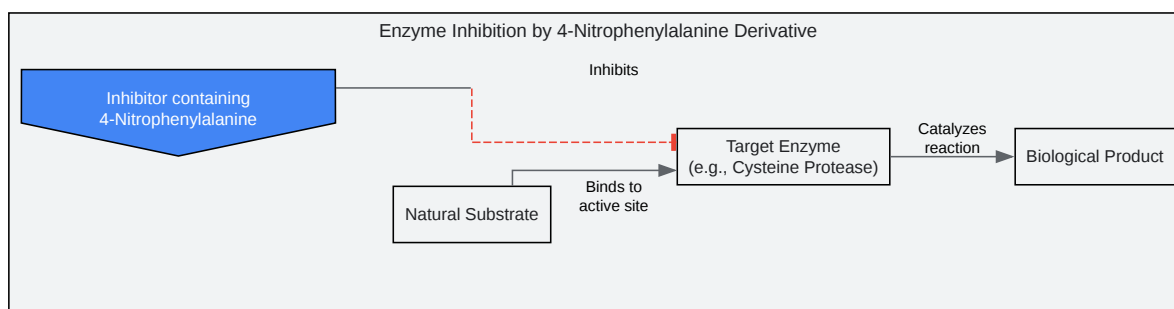 Enzyme Inhibition by 4-Nitrophenylalanine Derivative
Inhibits
Inhibitor containing
4-Nitrophenylalanine
Target Enzyme
(e.g., Cysteine Protease)
Catalyzes
reaction
Biological Product
Natural Substrate
Binds to
active site